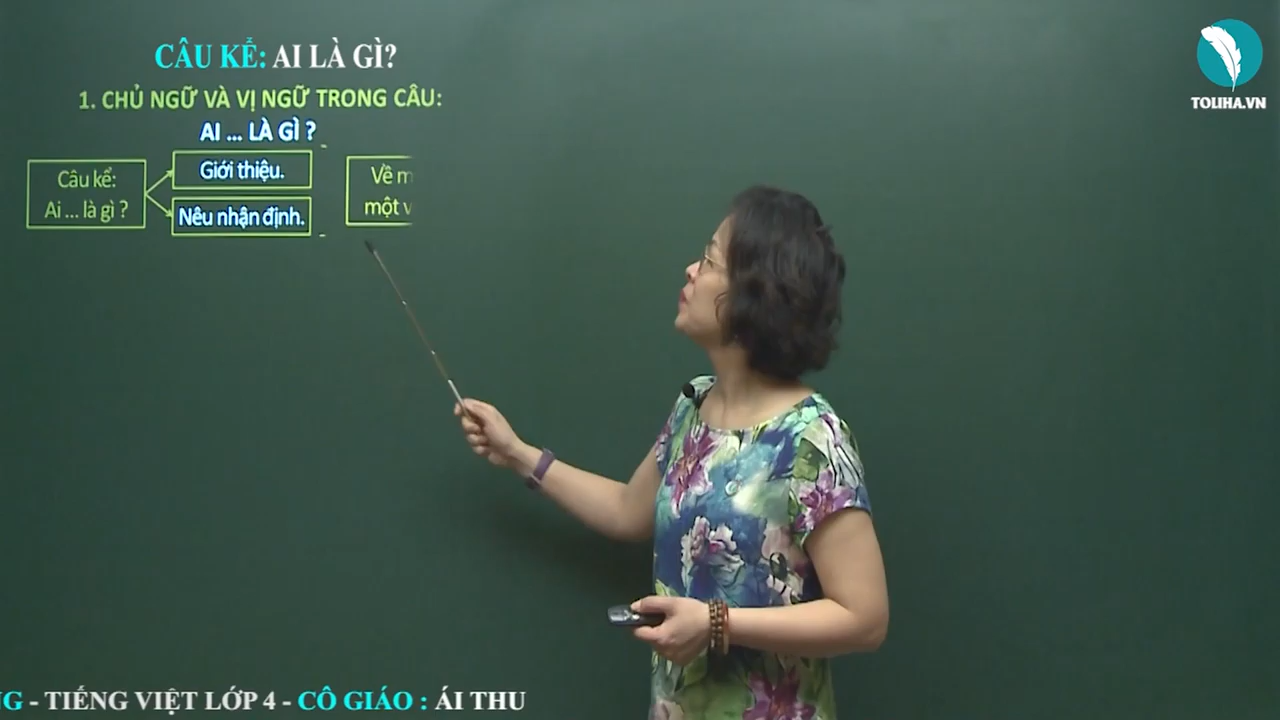 CÂU KỂ: AI LÀ GÌ?
TOLIHA.VN
1. CHỦ NGỮ VÀ VỊ NGỮ TRONG CÂU:
AI ... LÀ GÌ ?
Câu kể:
Ai ... là gì ?
Giới thiệu.
Nêu nhận định.
Về m
một v
NG - TIẾNG VIỆT LỚP 4 - CÔ GIÁO : ÁI THU